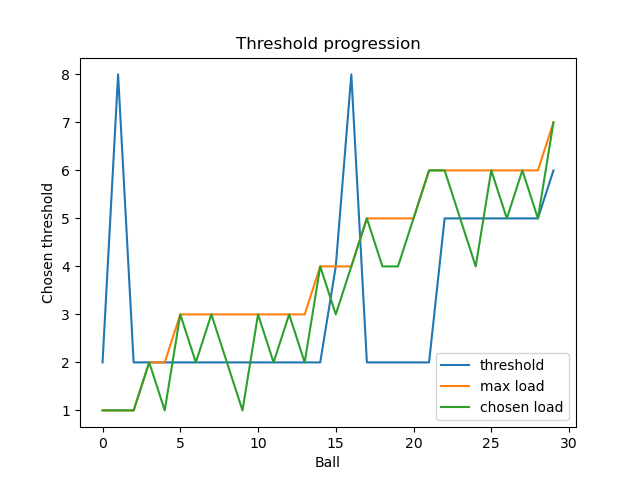 Threshold progression
Chosen threshold
8
7
6
5
4
3
2
1
0
5
10
15
20
25
30
Ball
threshold
max load
chosen load